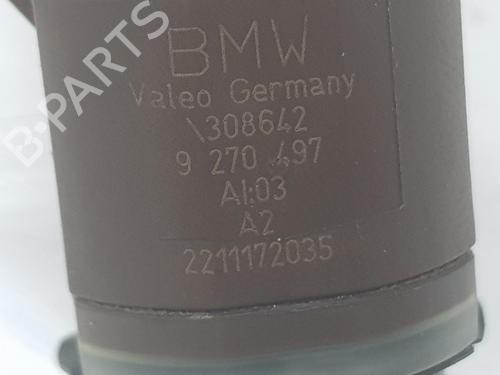 B-PARTS
BMW
Valeo Germany
\308642
9 270 497
AI:03
A2
2211172035